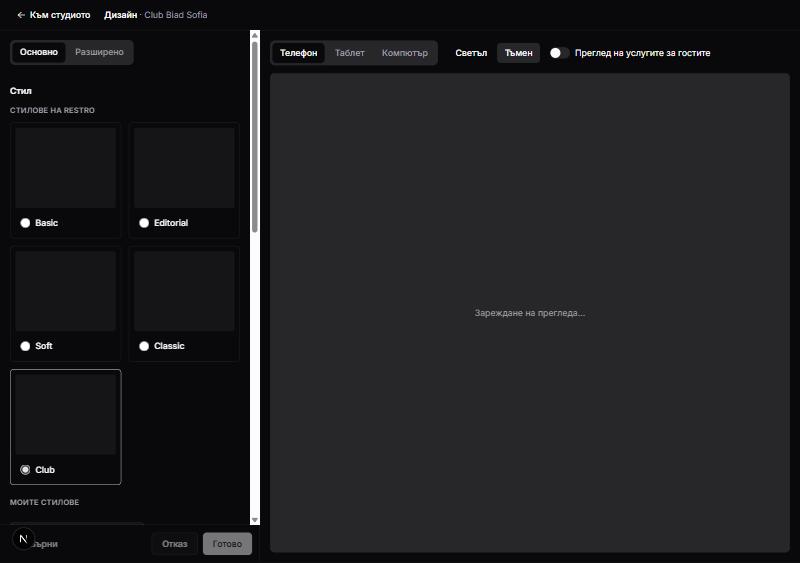 ← Към студиото Дизайн · Club Biad Sofia
Основно Разширено
Телефон Таблет Компютър Светъл Тъмен Преглед на услугите за гостите
Стил
СТИЛОВЕ НА RESTRO
Basic Editorial
Зареждане на прегледа...
Soft Classic
Club
МОИТЕ СТИЛОВЕ
N Отказ Готово